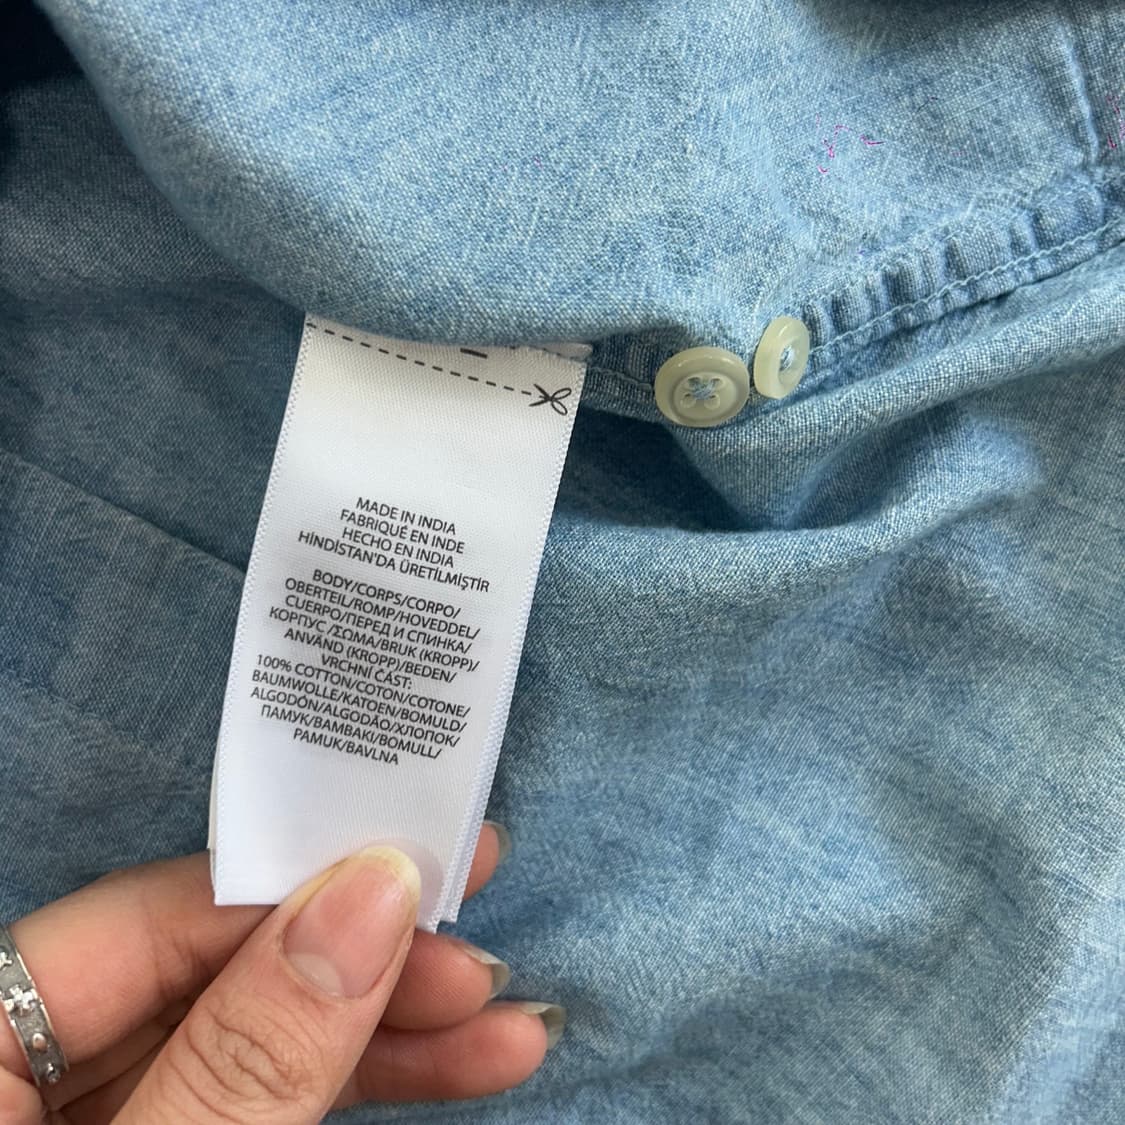 MADE IN INDIA
FABRIQUÉ EN INDE
HECHO EN INDIA
HİNDİSTAN'DA ÜRETİLMİŞTİR
BODY/CORPS/CORPO/
OBERTEIL/ROMP/HOVEDDEL/
CUERPO/ПЕРЕД И СПИНКА/
КОРПУС /ΣΩΜΑ/BRUK (KROPP)/
ANVÄND (KROPP)/BEDEN/
VRCHNÍ ČÁST:
100% COTTON/COTON/COTONE/
BAUMWOLLE/KATOEN/BOMULD/
ALGODÓN/ALGODÃO/ХЛОПОК/
ПАМУК/ΒΑΜΒΑΚΙ/BOMULL/
PAMUK/BAVLNA